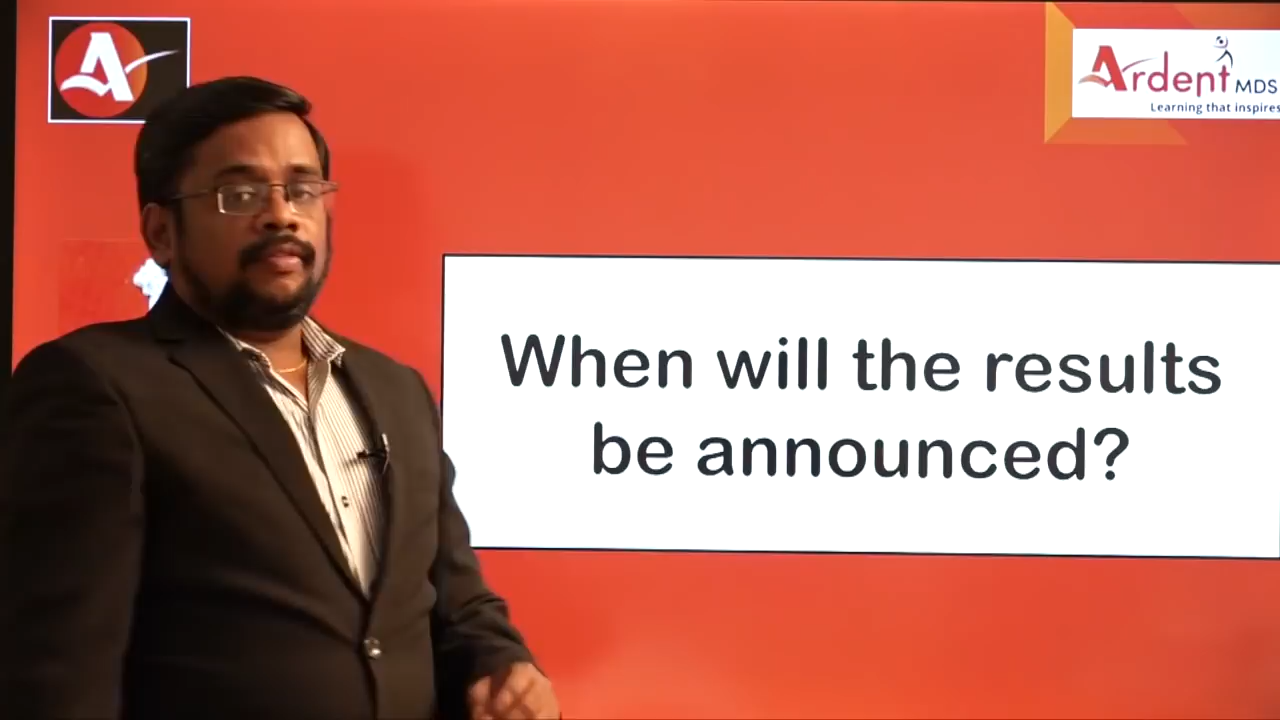 A
Ardent MDS
Learning that inspires
When will the results
be announced?